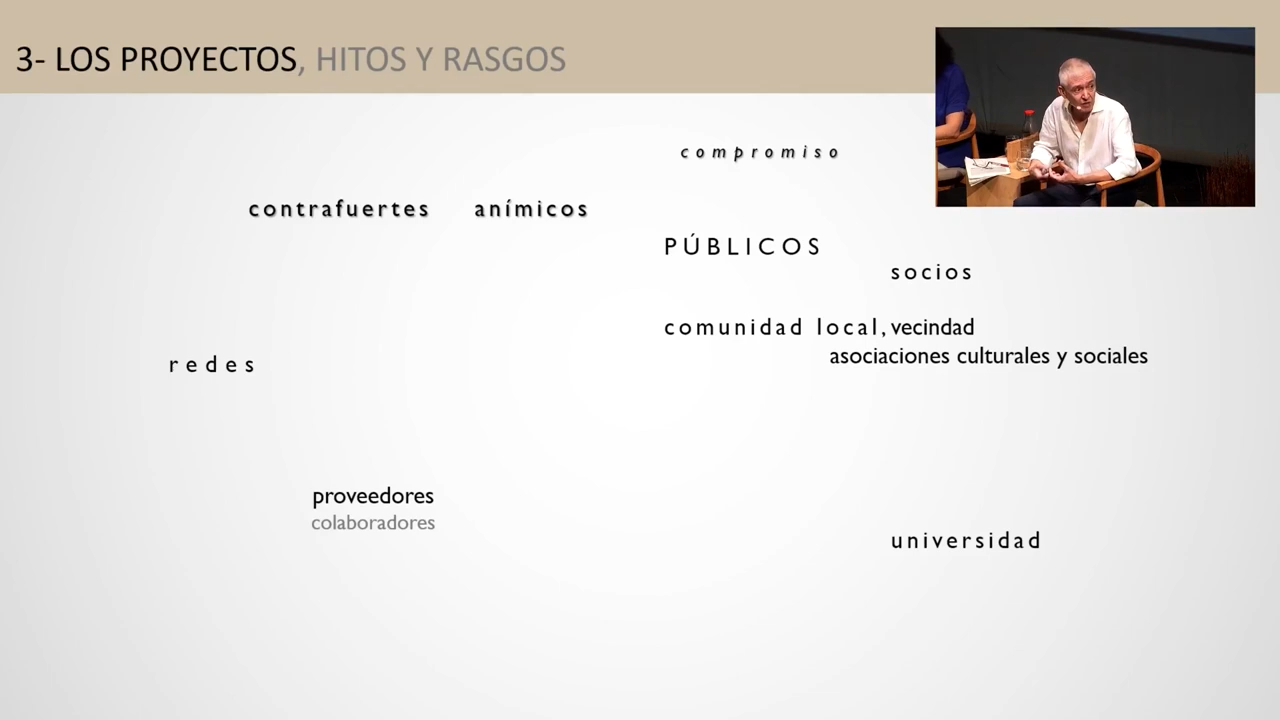 3- LOS PROYECTOS, HITOS Y RASGOS
compromiso
contrafuertes anímicos
PÚBLICOS
socios
comunidad local, vecindad
asociaciones culturales y sociales
redes
proveedores
colaboradores
universidad